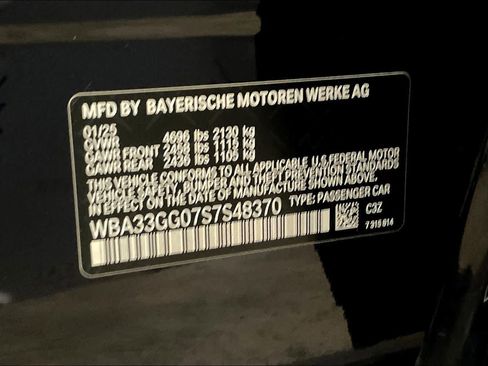 MFD BY BAYERISCHE MOTOREN WERKE AG
01/25
GVWR 4696 lbs 2130 kg
GAWR FRONT 2458 lbs 1115 kg
GAWR REAR 2436 lbs 1105 kg
THIS VEHICLE CONFORMS TO ALL APPLICABLE U.S. FEDERAL MOTOR
VEHICLE SAFETY, BUMPER, AND THEFT PREVENTION STANDARDS
IN EFFECT ON THE DATE OF MANUFACTURE SHOWN ABOVE.
WBA33GG07S7S48370 TYPE: PASSENGER CAR
C3Z
7 315 614